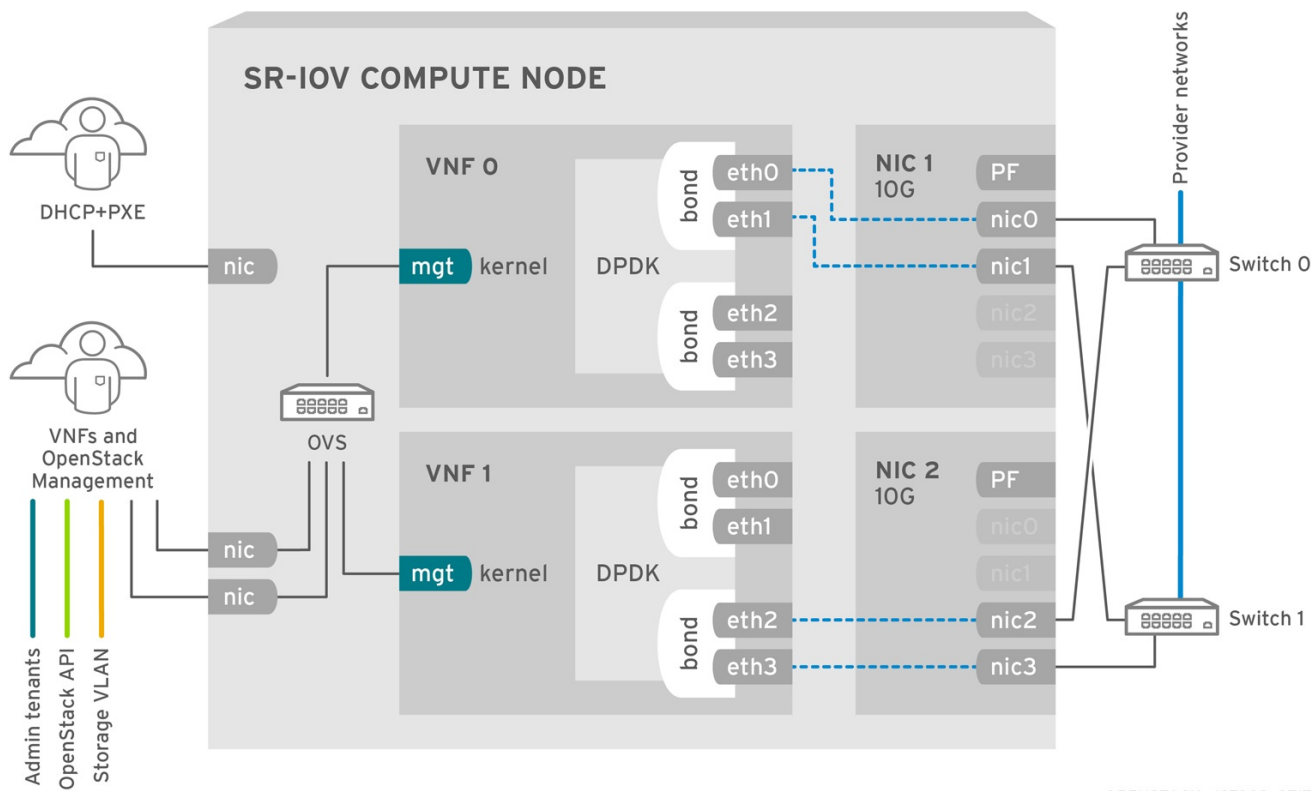 SR-IOV COMPUTE NODE
DHCP+PXE
nic
VNFs and
OpenStack
Management
nic
nic
Admin tenants
OpenStack API
Storage VLAN
OVS
VNF 0
mgt
kernel
DPDK
bond
eth0
eth1
bond
eth2
eth3
VNF 1
mgt
kernel
DPDK
bond
eth0
eth1
bond
eth2
eth3
NIC 1
10G
PF
nic0
nic1
nic2
nic3
NIC 2
10G
PF
nic0
nic1
nic2
nic3
Provider networks
Switch 0
Switch 1